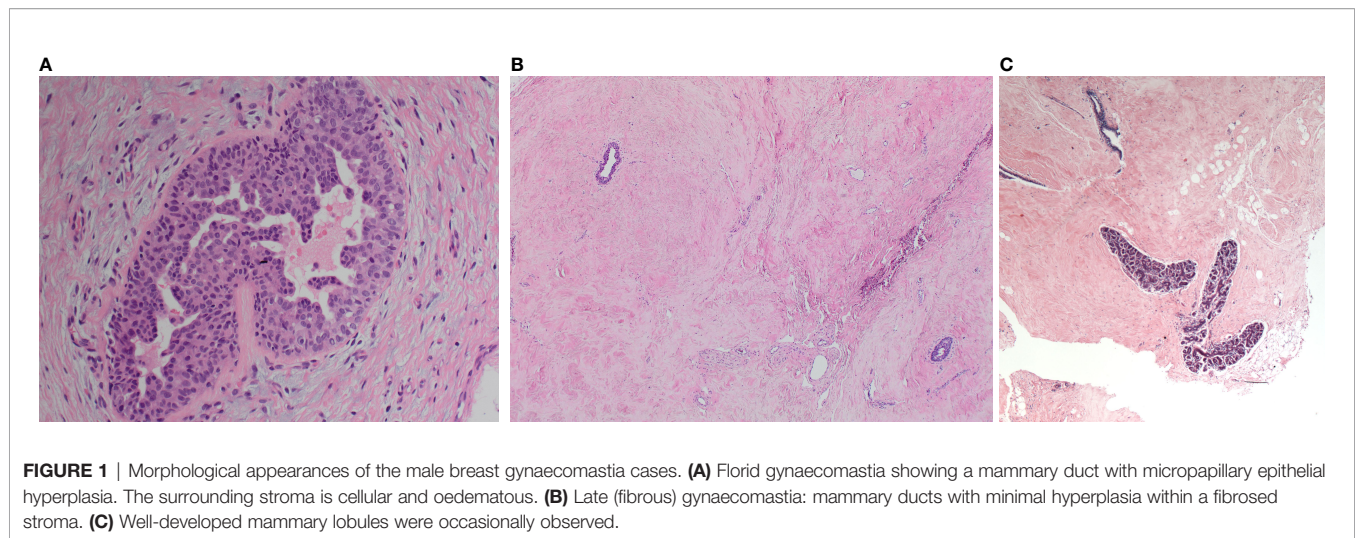 A
B
C
FIGURE 1 | Morphological appearances of the male breast gynaecomastia cases. (A) Florid gynaecomastia showing a mammary duct with micropapillary epithelial
hyperplasia. The surrounding stroma is cellular and oedematous. (B) Late (fibrous) gynaecomastia: mammary ducts with minimal hyperplasia within a fibrosed
stroma. (C) Well-developed mammary lobules were occasionally observed.